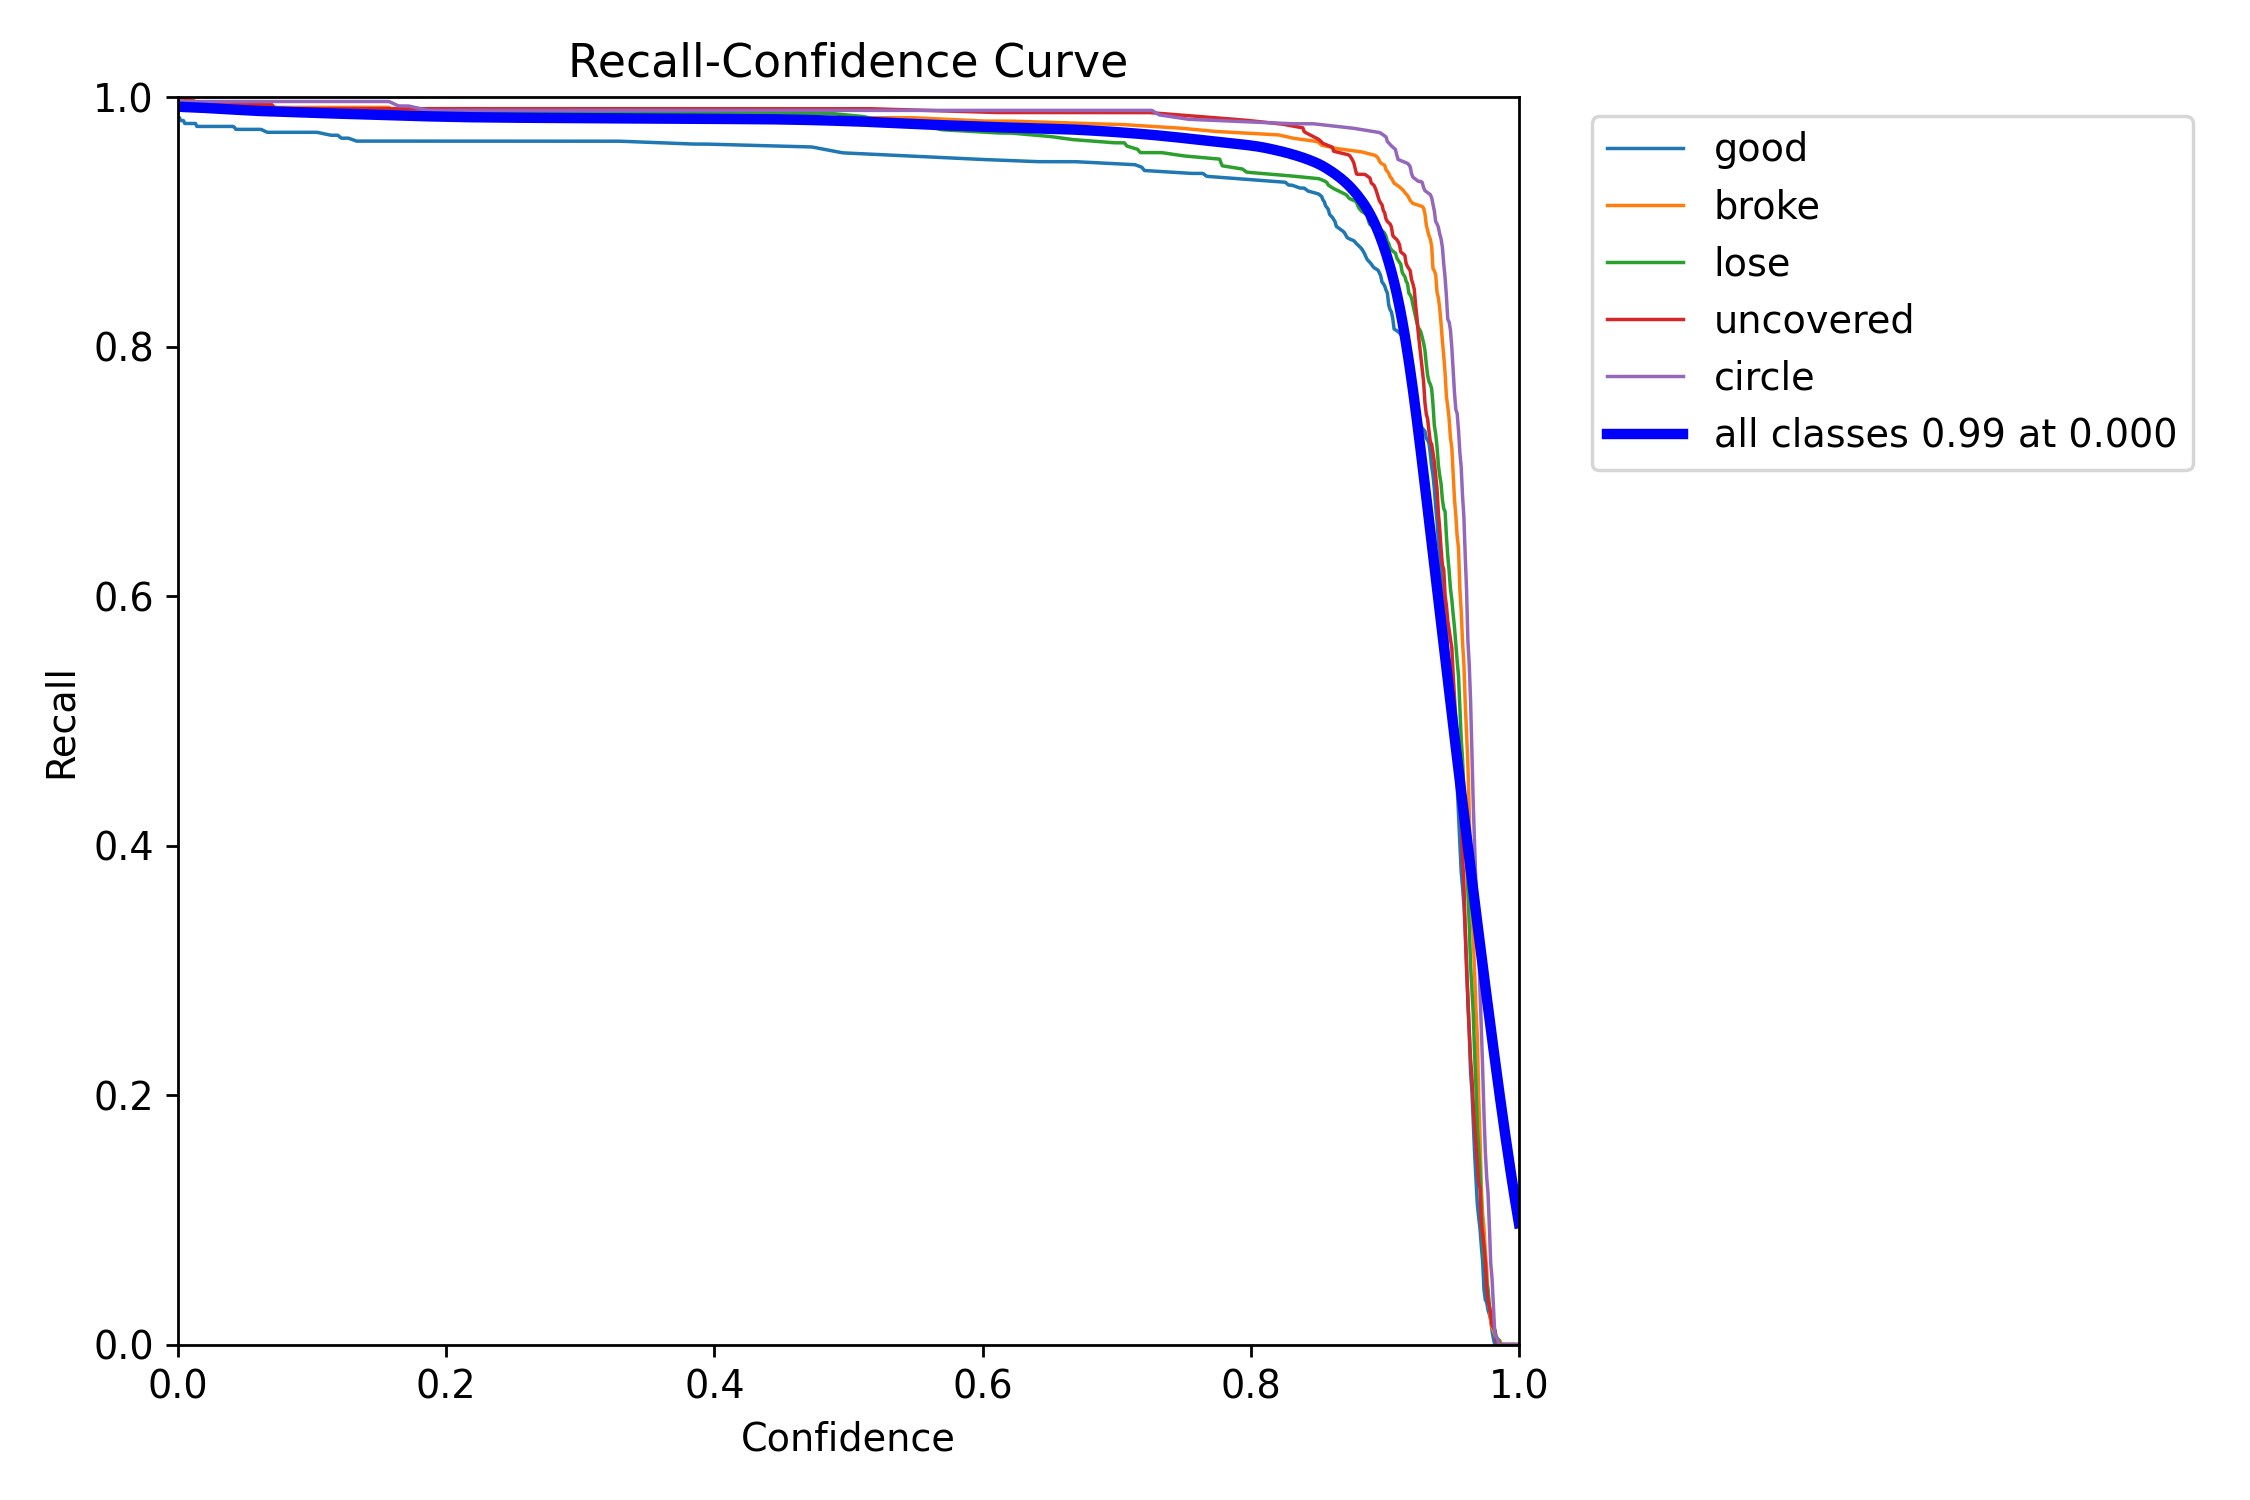 Recall-Confidence Curve
1.0
0.8
0.6
0.4
0.2
0.0
Recall
0.0 0.2 0.4 0.6 0.8 1.0
Confidence
good
broke
lose
uncovered
circle
all classes 0.99 at 0.000